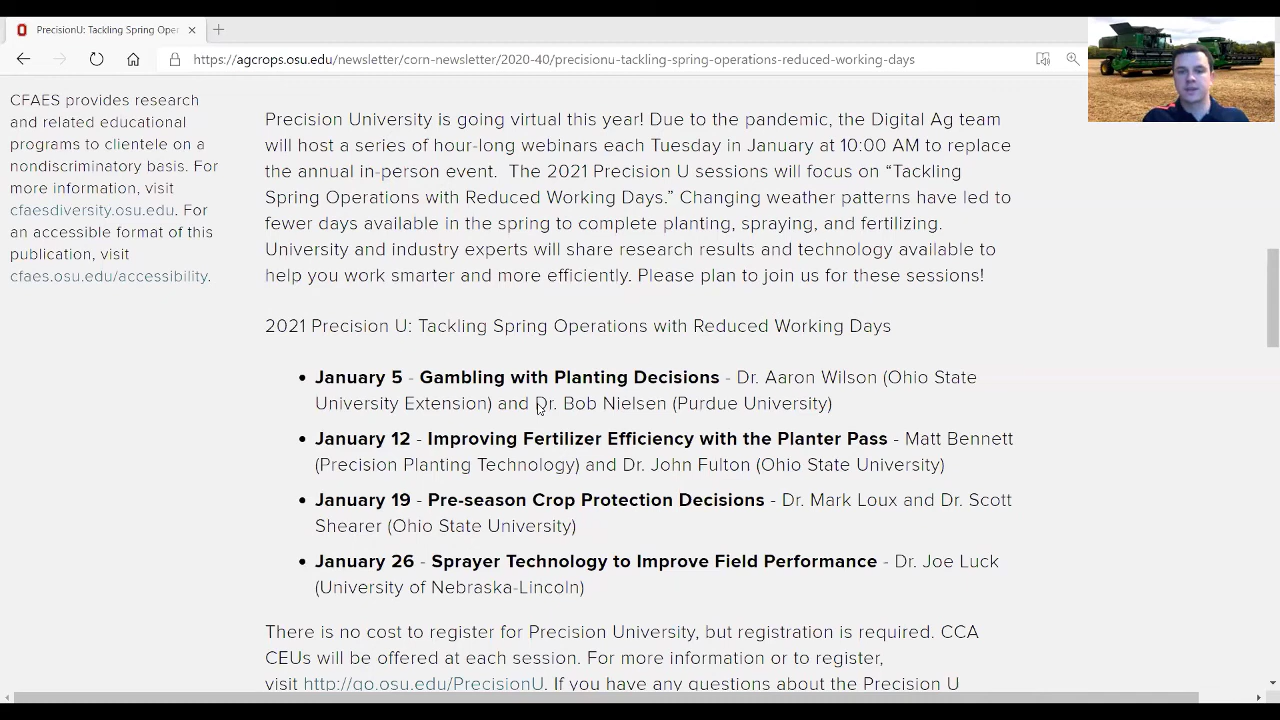 PrecisionU: Tackling Spring Oper
https://agcrops.osu.edu/newsletter/corn-newsletter/2020-40/precisionu-tackling-spring-operations-reduced-working-days
CFAES provides research
and related educational
programs to clientele on a
nondiscriminatory basis. For
more information, visit
cfaesdiversity.osu.edu. For
an accessible format of this
publication, visit
cfaes.osu.edu/accessibility.
Precision University is going virtual this year! Due to the pandemic, the Digital Ag team
will host a series of hour-long webinars each Tuesday in January at 10:00 AM to replace
the annual in-person event. The 2021 Precision U sessions will focus on “Tackling
Spring Operations with Reduced Working Days.” Changing weather patterns have led to
fewer days available in the spring to complete planting, spraying, and fertilizing.
University and industry experts will share research results and technology available to
help you work smarter and more efficiently. Please plan to join us for these sessions!
2021 Precision U: Tackling Spring Operations with Reduced Working Days
• January 5 - Gambling with Planting Decisions - Dr. Aaron Wilson (Ohio State
University Extension) and Dr. Bob Nielsen (Purdue University)
• January 12 - Improving Fertilizer Efficiency with the Planter Pass - Matt Bennett
(Precision Planting Technology) and Dr. John Fulton (Ohio State University)
• January 19 - Pre-season Crop Protection Decisions - Dr. Mark Loux and Dr. Scott
Shearer (Ohio State University)
• January 26 - Sprayer Technology to Improve Field Performance - Dr. Joe Luck
(University of Nebraska-Lincoln)
There is no cost to register for Precision University, but registration is required. CCA
CEUs will be offered at each session. For more information or to register,
visit http://go.osu.edu/PrecisionU. If you have any questions about the Precision U